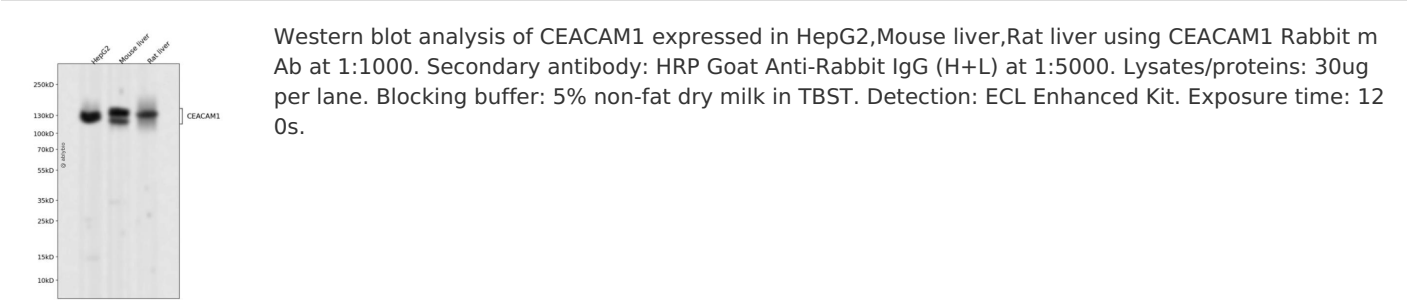 HepG2
Mouse liver
Rat liver
250kD
130kD
100kD
70kD
55kD
35kD
25kD
15kD
10kD
CEACAM1
@ abybio
Western blot analysis of CEACAM1 expressed in HepG2,Mouse liver,Rat liver using CEACAM1 Rabbit m
Ab at 1:1000. Secondary antibody: HRP Goat Anti-Rabbit IgG (H+L) at 1:5000. Lysates/proteins: 30ug
per lane. Blocking buffer: 5% non-fat dry milk in TBST. Detection: ECL Enhanced Kit. Exposure time: 12
0s.